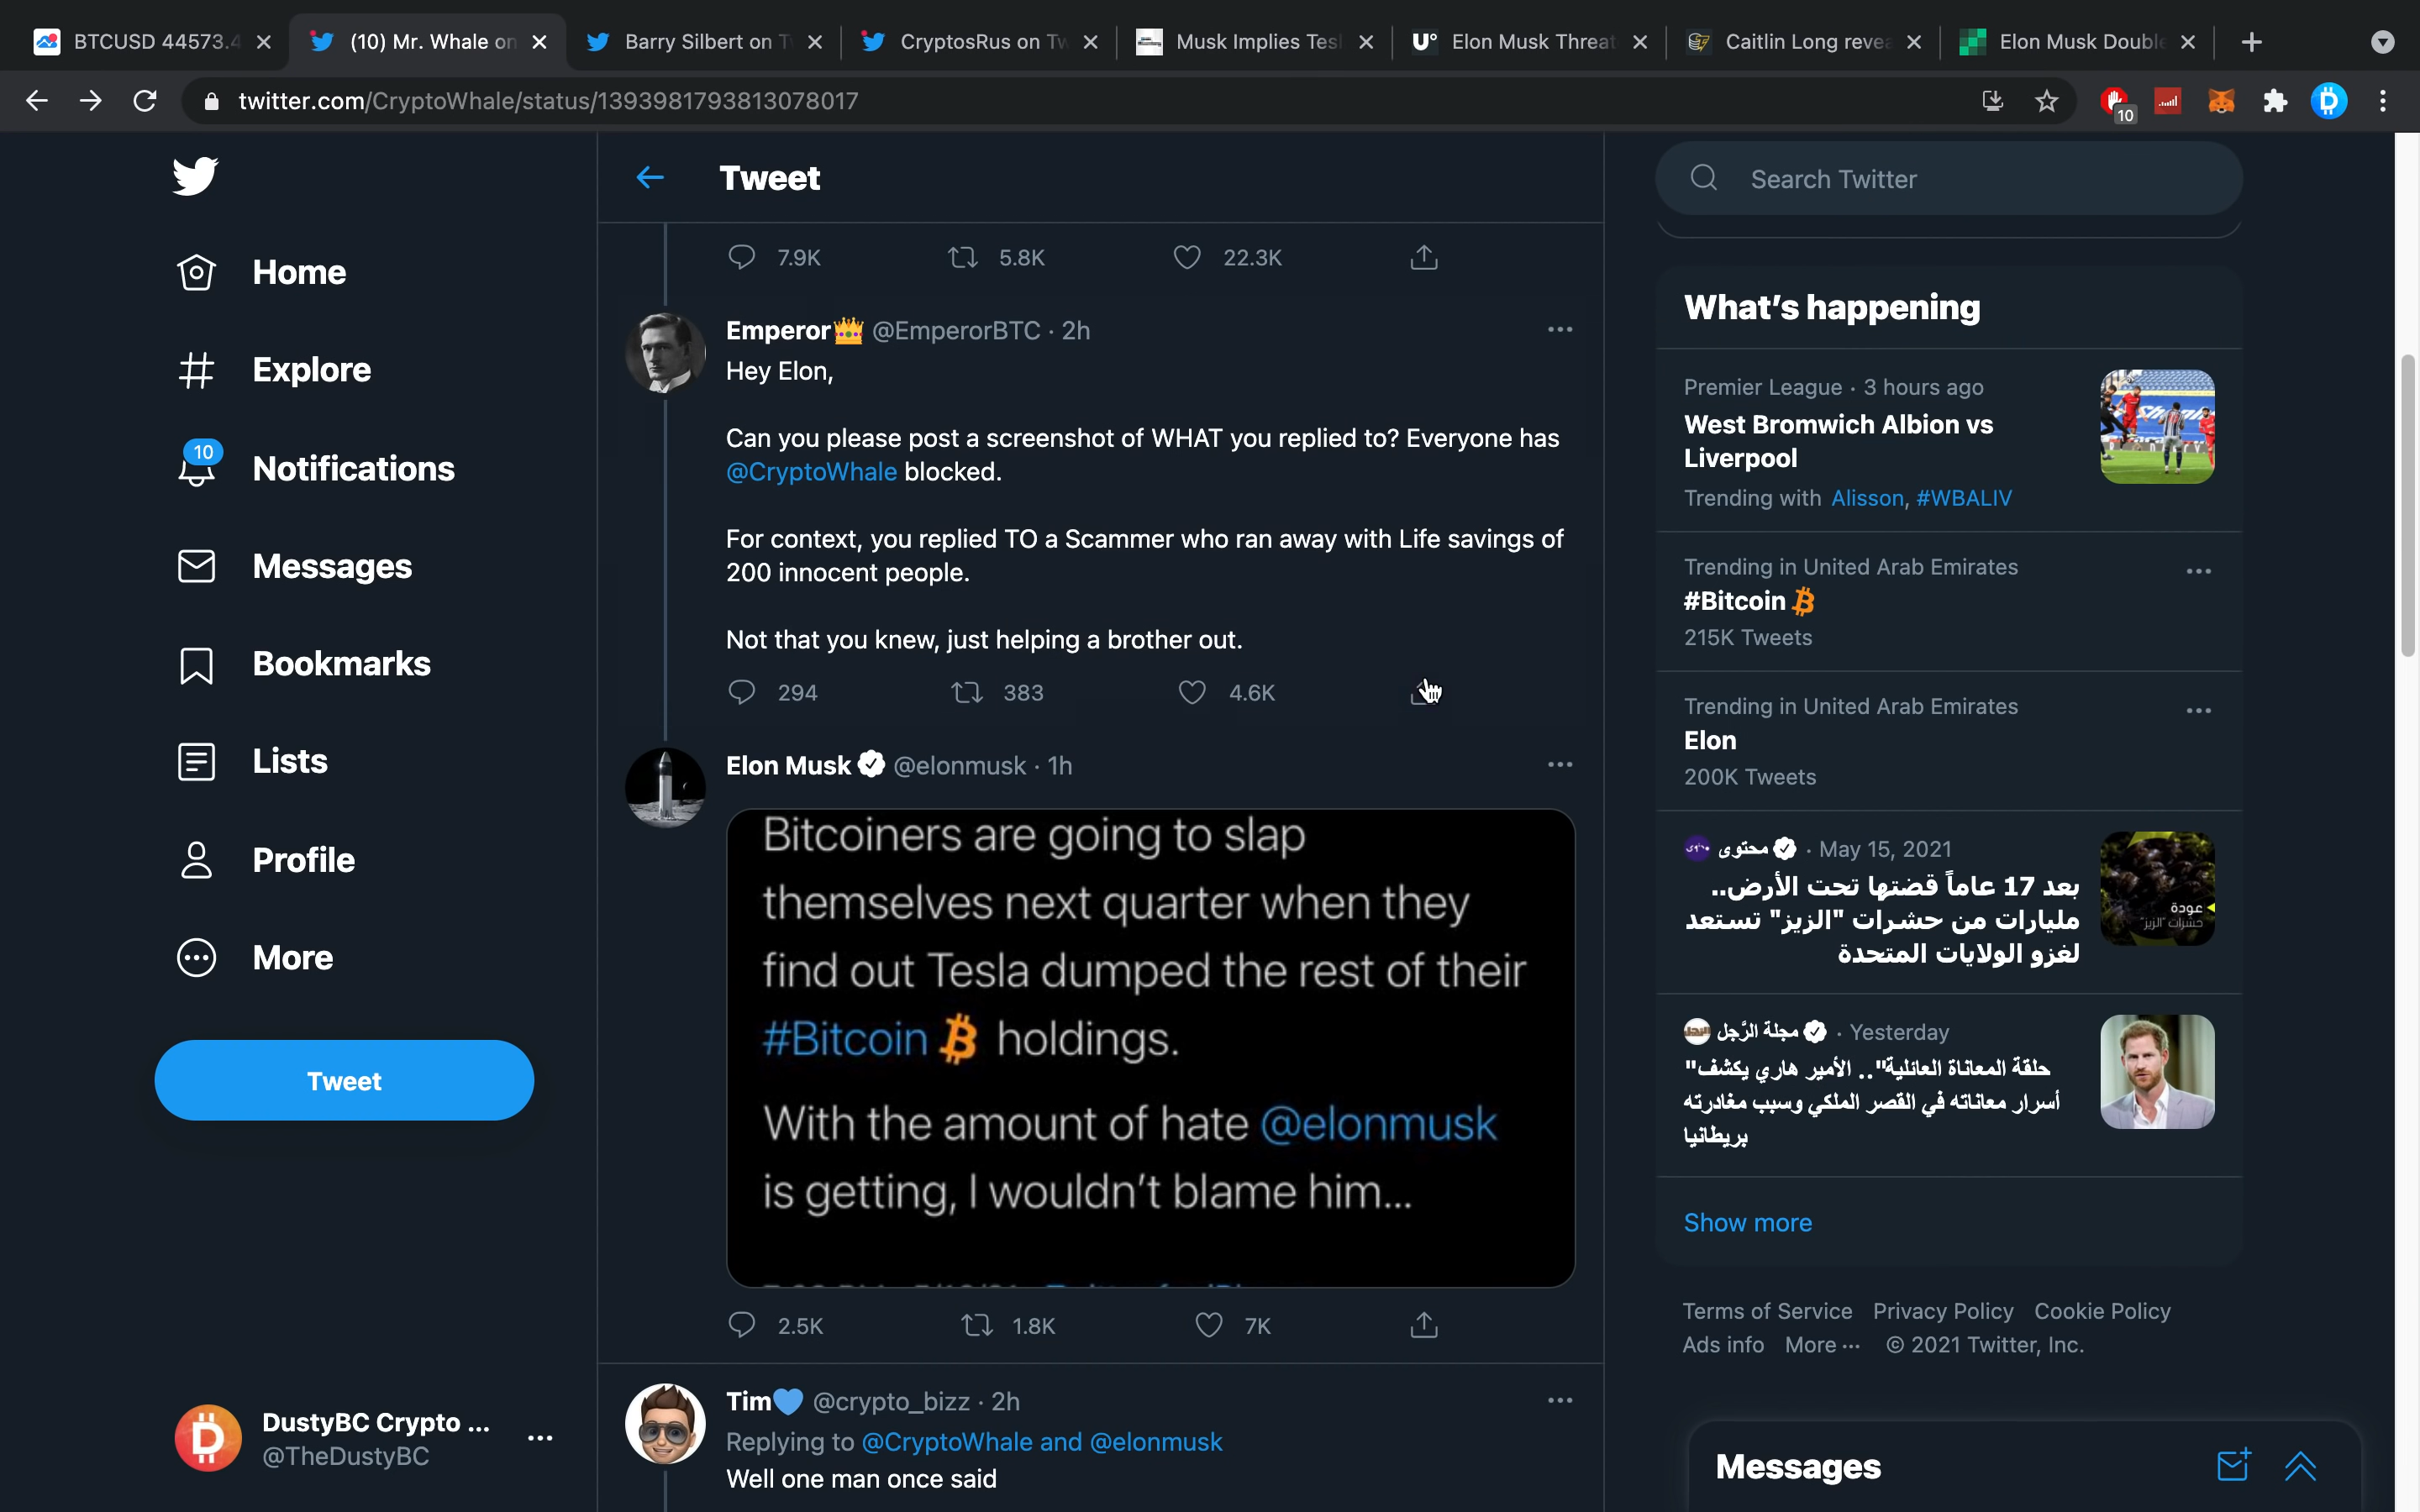 BTCUSD 44573.4
(10) Mr. Whale on
Barry Silbert on Tw
CryptosRus on Tw
Musk Implies Tesl
Elon Musk Threat
Caitlin Long revea
Elon Musk Double
twitter.com/CryptoWhale/status/1393981793813078017
10
Home
Explore
10
Notifications
Messages
Bookmarks
Lists
Profile
More
Tweet
DustyBC Crypto ...
@TheDustyBC
Tweet
7.9K 5.8K 22.3K
Emperor👑 @EmperorBTC · 2h
Hey Elon,
Can you please post a screenshot of WHAT you replied to? Everyone has
@CryptoWhale blocked.
For context, you replied TO a Scammer who ran away with Life savings of
200 innocent people.
Not that you knew, just helping a brother out.
294 383 4.6K
Elon Musk @elonmusk · 1h
Bitcoiners are going to slap
themselves next quarter when they
find out Tesla dumped the rest of their
#Bitcoin holdings.
With the amount of hate @elonmusk
is getting, I wouldn't blame him...
2.5K 1.8K 7K
Tim💙 @crypto_bizz · 2h
Replying to @CryptoWhale and @elonmusk
Well one man once said
Search Twitter
What's happening
Premier League · 3 hours ago
West Bromwich Albion vs
Liverpool
Trending with Alisson, #WBALIV
Trending in United Arab Emirates
#Bitcoin
215K Tweets
Trending in United Arab Emirates
Elon
200K Tweets
محتوى · May 15, 2021
بعد 17 عاماً قضتها تحت الأرض..
مليارات من حشرات "الزيز" تستعد
لغزو الولايات المتحدة
عودة
حشرات "الزيز"
مجلة الرَّجل · Yesterday
"حلقة المعاناة العائلية".. الأمير هاري يكشف
أسرار معاناته في القصر الملكي وسبب مغادرته
بريطانيا
Show more
Terms of Service Privacy Policy Cookie Policy
Ads info More ··· © 2021 Twitter, Inc.
Messages